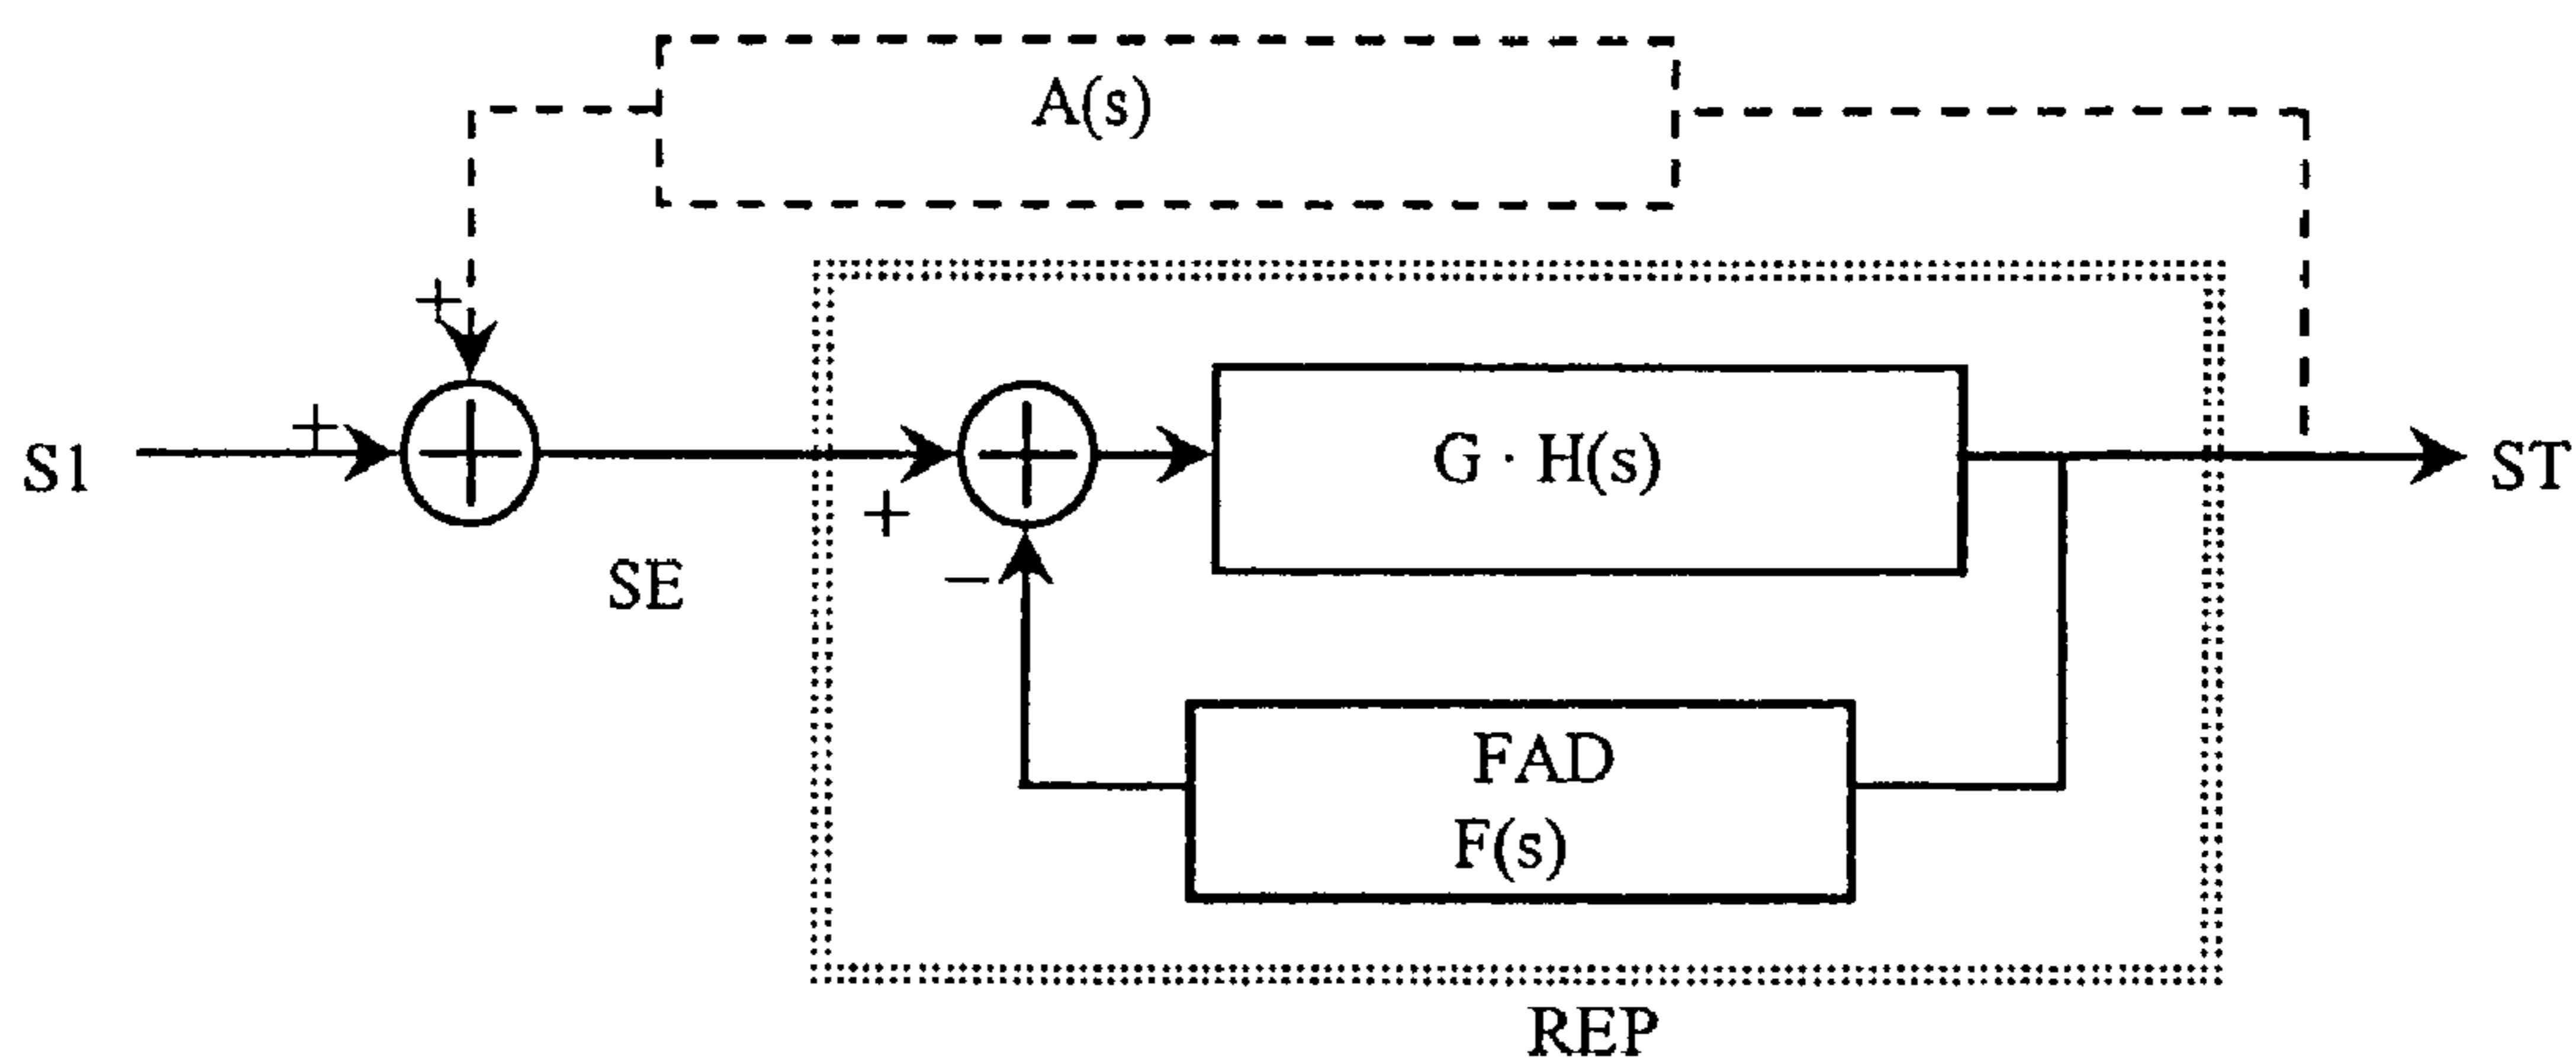 A(s)
+
+
S1
G · H(s)
ST
+
SE
−
FAD
F(s)
REP